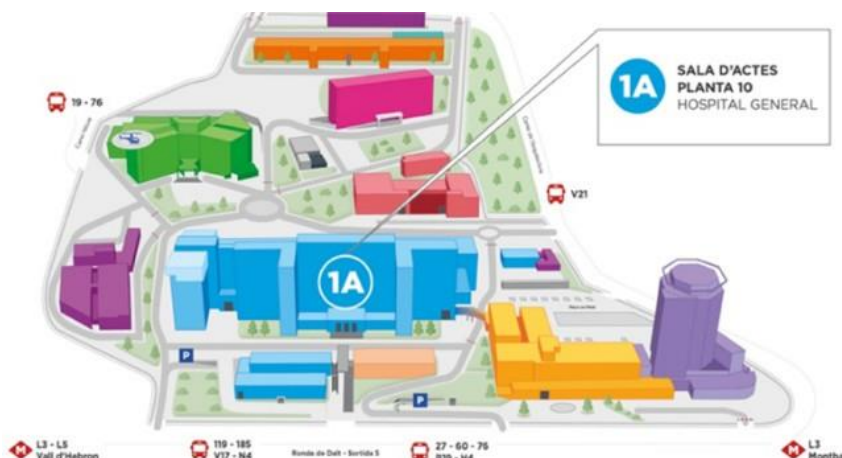 1A
SALA D'ACTES
PLANTA 10
HOSPITAL GENERAL
19 - 76
V21
1A
P
P
M
L3 - L5
Vall d'Hebron
119 - 185
V17 - N4
Ronda de Dalt - Sortida 5
27 - 60 - 76
M
L3